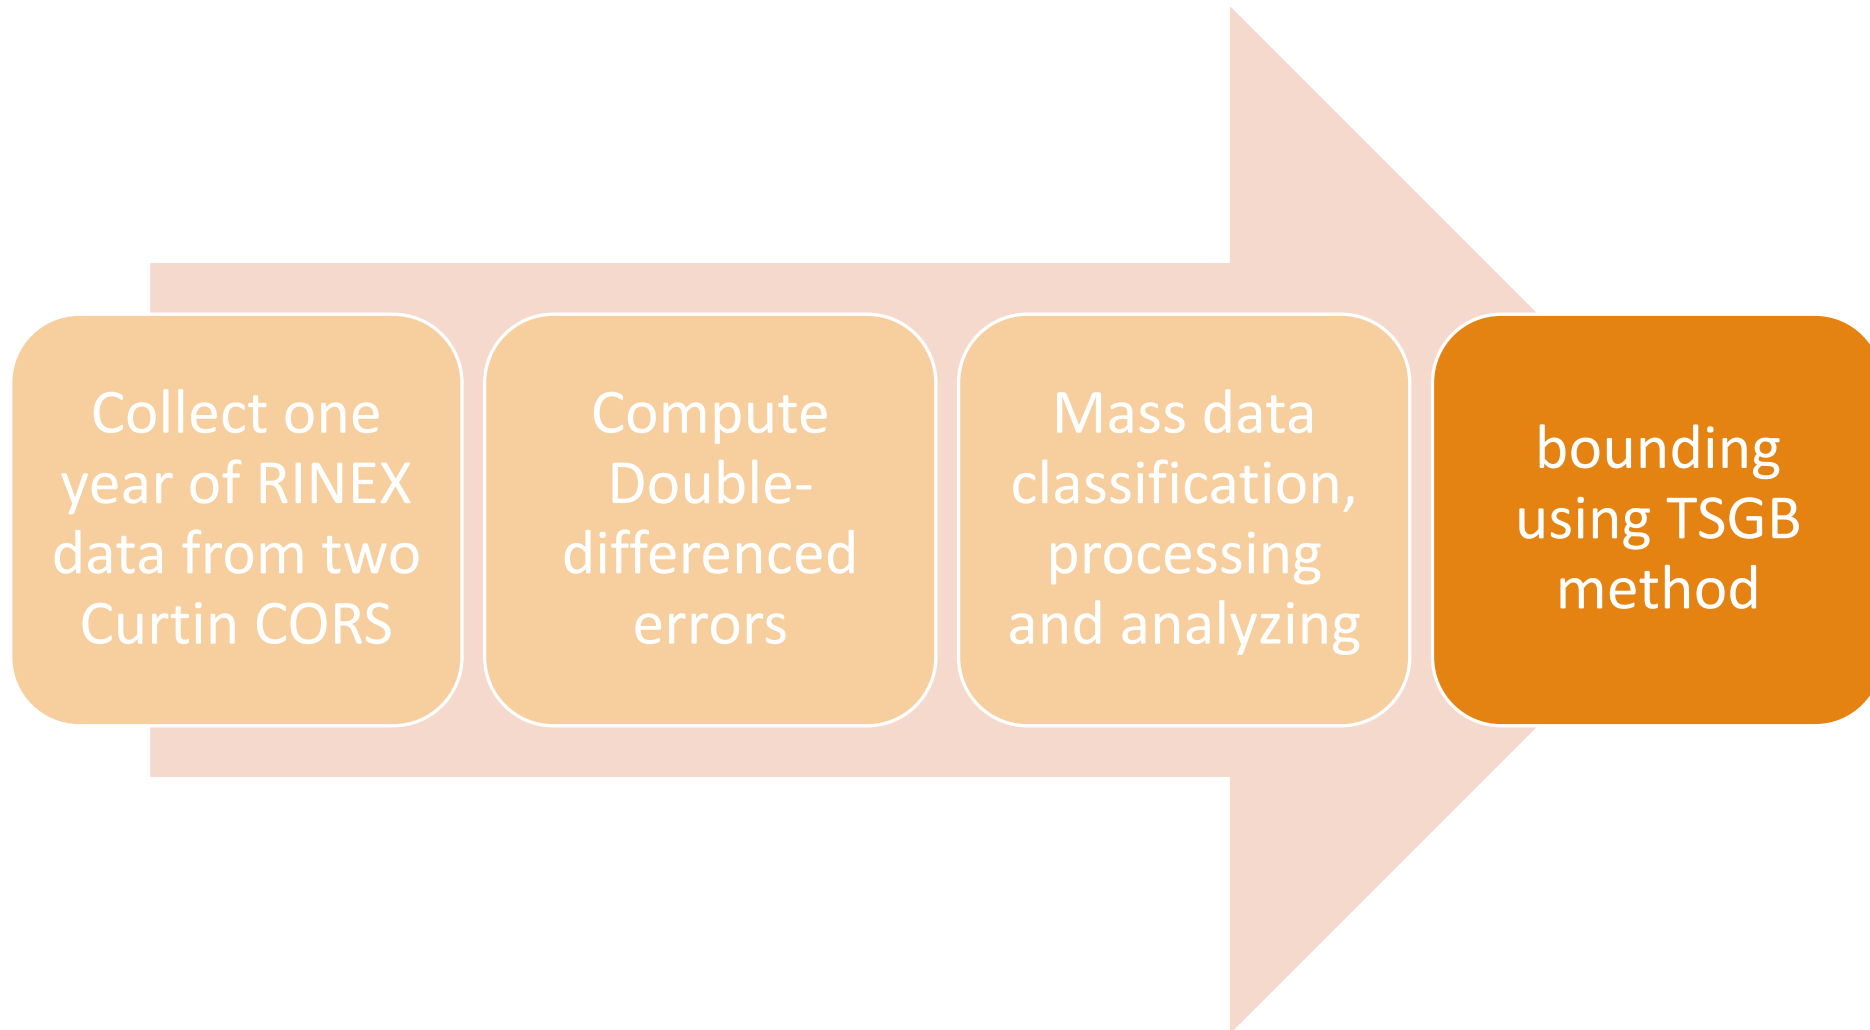 Collect one
year of RINEX
data from two
Curtin CORS
Compute
Double-
differenced
errors
Mass data
classification,
processing
and analyzing
bounding
using TSGB
method